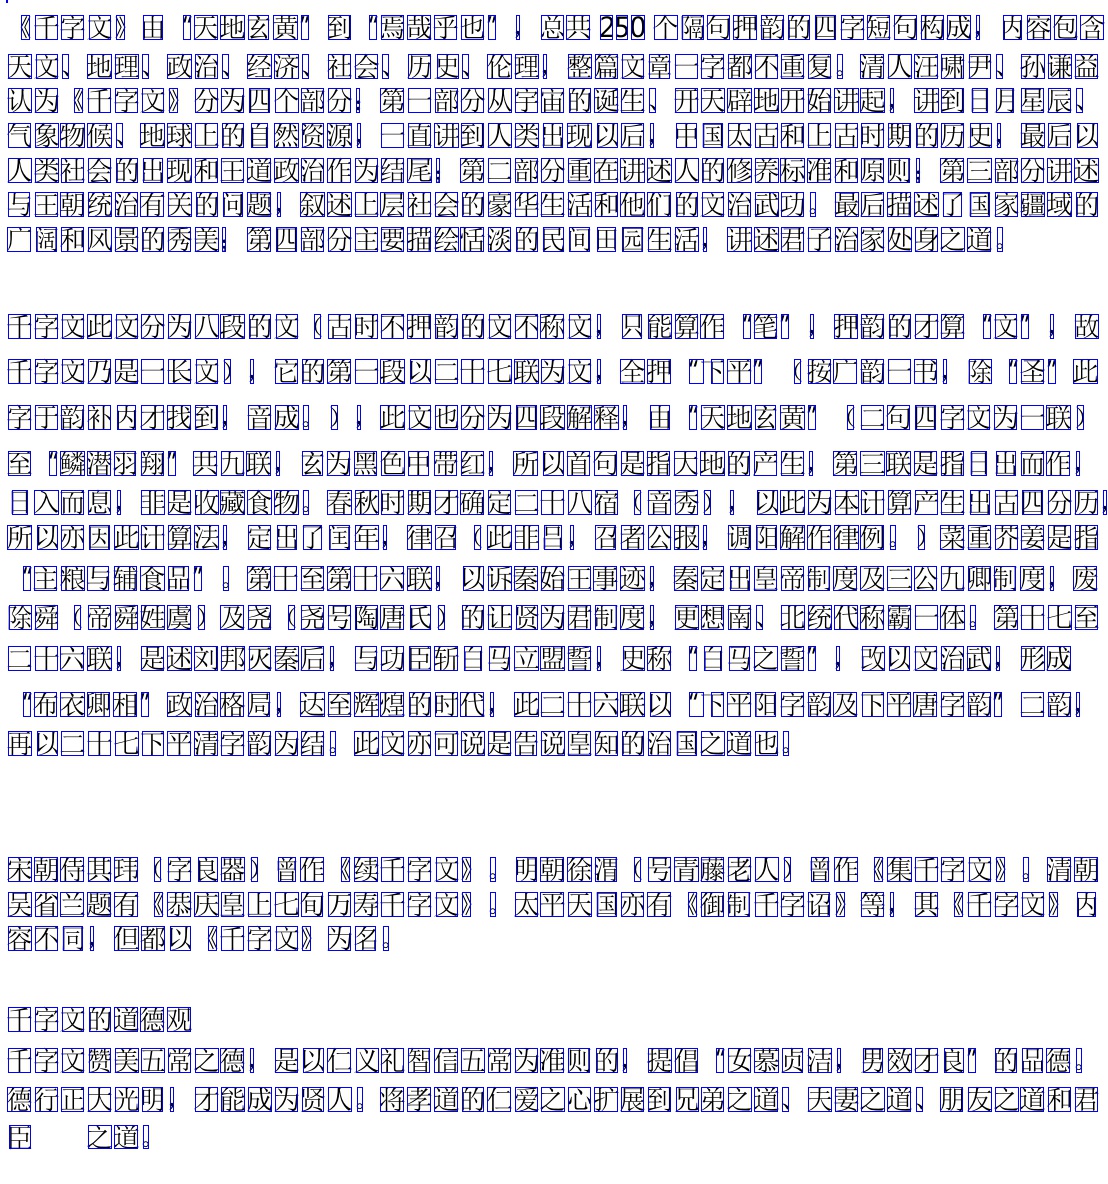 《千字文》由“天地玄黄”到“焉哉乎也”，总共250个隔句押韵的四字短句构成，内容包含
天文、地理、政治、经济、社会、历史、伦理，整篇文章一字都不重复。清人汪啸尹、孙谦益
认为《千字文》分为四个部分：第一部分从宇宙的诞生、开天辟地开始讲起，讲到日月星辰、
气象物候、地球上的自然资源，一直讲到人类出现以后，中国太古和上古时期的历史，最后以
人类社会的出现和王道政治作为结尾；第二部分重在讲述人的修养标准和原则；第三部分讲述
与王朝统治有关的问题，叙述上层社会的豪华生活和他们的文治武功。最后描述了国家疆域的
广阔和风景的秀美；第四部分主要描绘恬淡的民间田园生活，讲述君子治家处身之道。
千字文此文分为八段的文（古时不押韵的文不称文，只能算作“笔”，押韵的才算“文”，故
千字文乃是一长文），它的第一段以二十七联为文，全押“下平”（按广韵一书，除“圣”此
字于韵补内才找到，音成。），此文也分为四段解释，由“天地玄黄”（二句四字文为一联）
至“鳞潜羽翔”共九联，玄为黑色中带红，所以首句是指大地的产生，第三联是指日出而作，
日入而息，非是收藏食物。春秋时期才确定二十八宿（音秀），以此为本计算产生出古四分历，
所以亦因此计算法，定出了闰年，律召（此非吕，召者公报，调阳解作律例。）菜重芥姜是指
“主粮与辅食品”。第十至第十六联，以诉秦始王事迹，秦定出皇帝制度及三公九卿制度，废
除舜（帝舜姓虞）及尧（尧号陶唐氏）的让贤为君制度，更想南、北统代称霸一体。第十七至
二十六联，是述刘邦灭秦后，与功臣斩白马立盟誓，史称“白马之誓”，改以文治武，形成
“布衣卿相”政治格局，达至辉煌的时代，此二十六联以“下平阳字韵及下平唐字韵”二韵，
再以二十七下平清字韵为结。此文亦可说是告说皇知的治国之道也。
宋朝侍其玮（字良器）曾作《续千字文》。明朝徐渭（号青藤老人）曾作《集千字文》。清朝
吴省兰题有《恭庆皇上七旬万寿千字文》。太平天国亦有《御制千字诏》等，其《千字文》内
容不同，但都以《千字文》为名。
千字文的道德观
千字文赞美五常之德，是以仁义礼智信五常为准则的，提倡“女慕贞洁，男效才良”的品德。
德行正大光明，才能成为贤人。将孝道的仁爱之心扩展到兄弟之道、夫妻之道、朋友之道和君
臣　　之道。